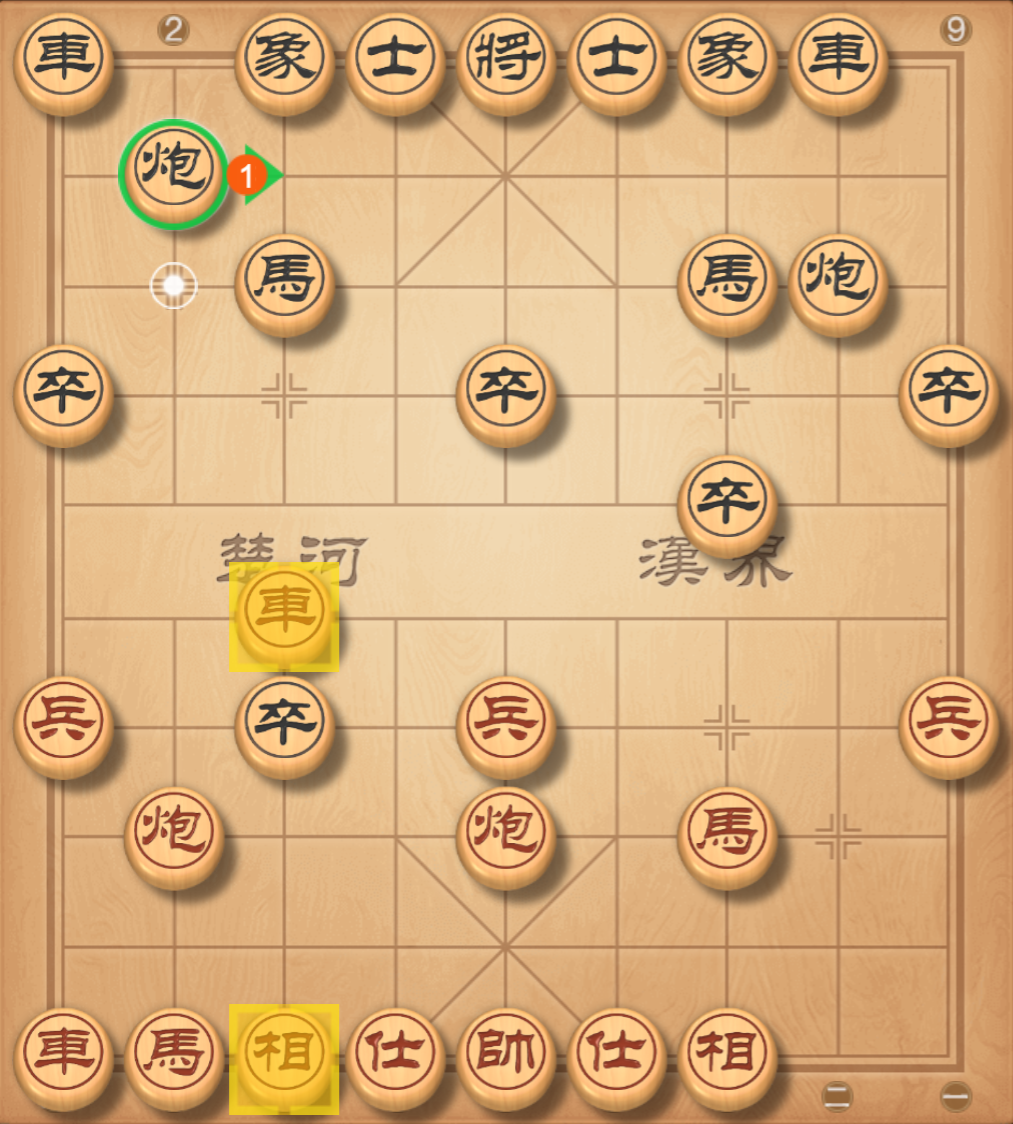 2 9
車 象 士 將 士 象 車
炮 1
馬 馬 炮
卒 卒 卒
卒
楚河 漢界
車
兵 卒 兵 兵
炮 炮 馬
車 馬 相 仕 帥 仕 相
二 一